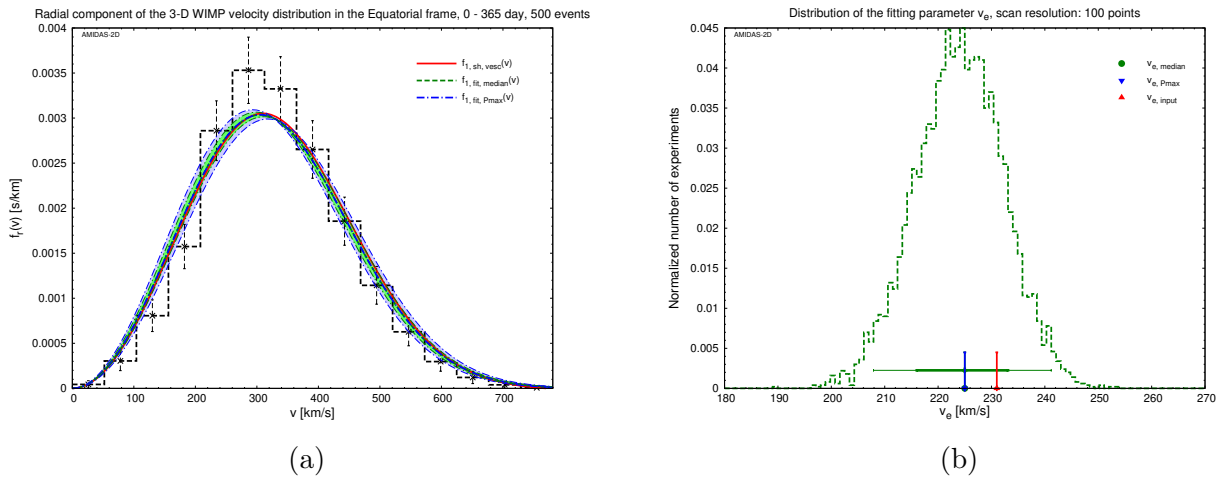 Radial component of the 3-D WIMP velocity distribution in the Equatorial frame, 0 - 365 day, 500 events
AMIDAS-2D
f1, sh, vesc(v)
f1, fit, median(v)
f1, fit, Pmax(v)
fr(v) [s/km]
0.004
0.0035
0.003
0.0025
0.002
0.0015
0.001
0.0005
0
0 100 200 300 400 500 600 700
v [km/s]
(a)
Distribution of the fitting parameter ve, scan resolution: 100 points
AMIDAS-2D
ve, median
ve, Pmax
ve, input
Normalized number of experiments
0.045
0.04
0.035
0.03
0.025
0.02
0.015
0.01
0.005
0
180 190 200 210 220 230 240 250 260 270
ve [km/s]
(b)